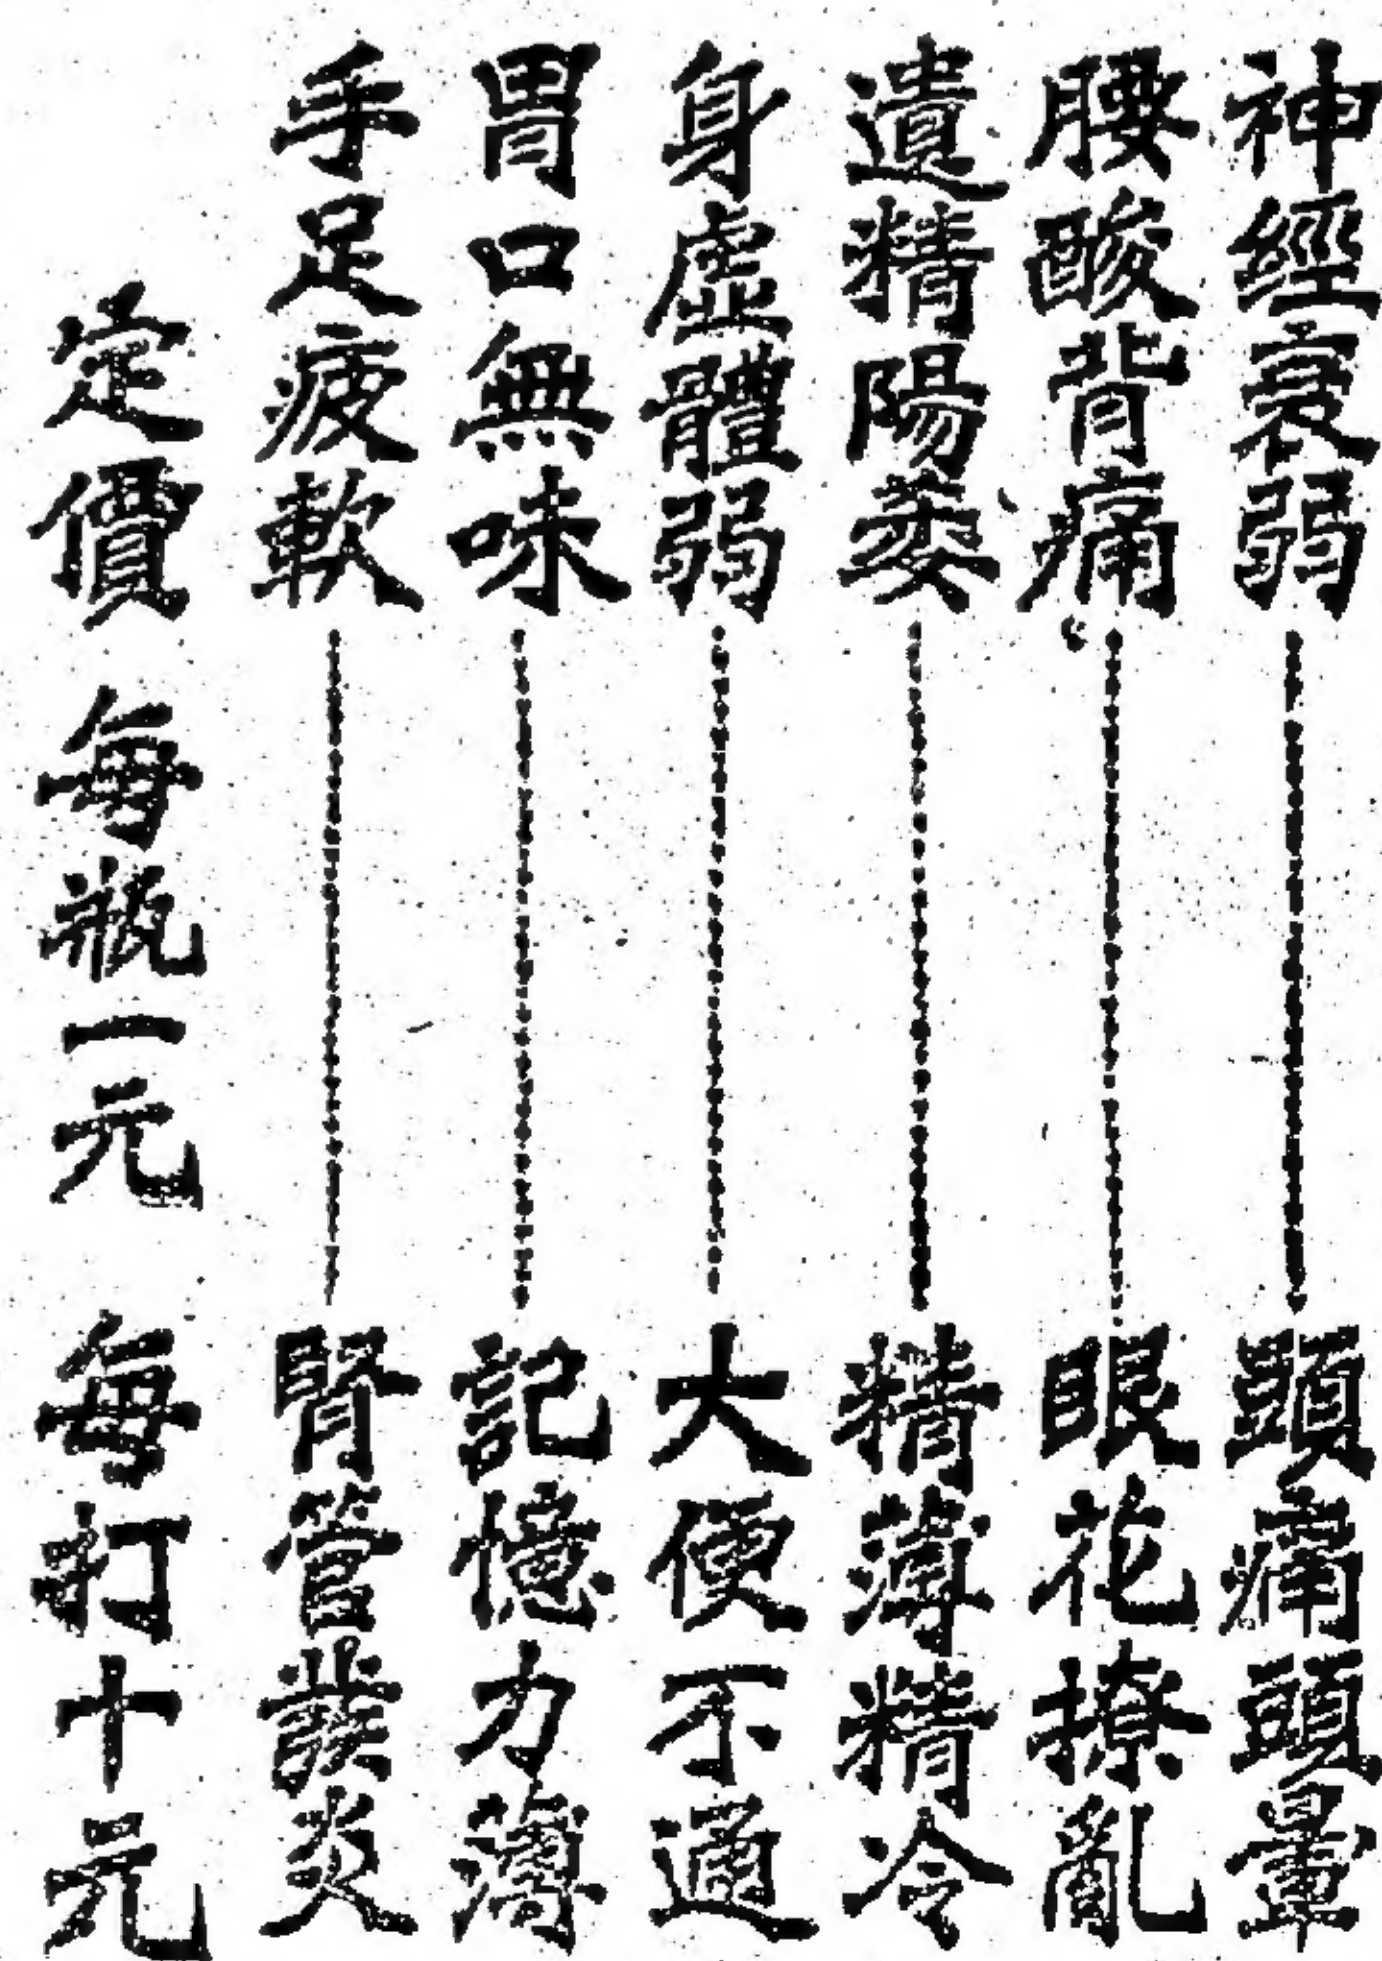 神經衰弱┅┅頭痛頭暈
腰酸背痛┅┅眼花撩亂
遺精陽萎┅┅精薄精冷
身虛體弱┅┅大便不通
胃口無味┅┅記憶力薄
手足疲軟┅┅腎管發炎
定價 每瓶一元 每打十元